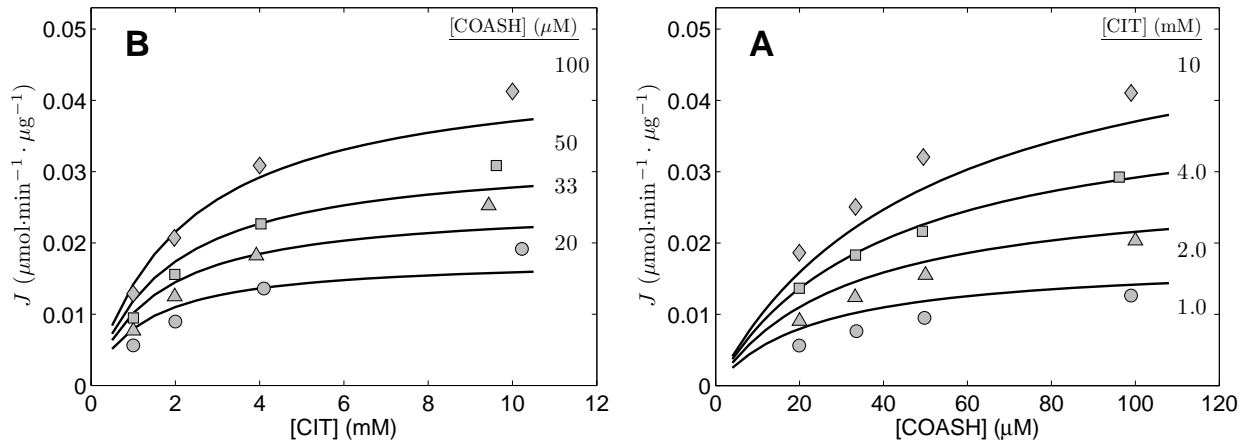 B
[COASH] (μM)
100
50
33
20
0.05
0.04
0.03
0.02
0.01
0
J (μmol·min⁻¹ · μg⁻¹)
0 2 4 6 8 10 12
[CIT] (mM)
A
[CIT] (mM)
10
4.0
2.0
1.0
0.05
0.04
0.03
0.02
0.01
0
J (μmol·min⁻¹ · μg⁻¹)
0 20 40 60 80 100 120
[COASH] (μM)